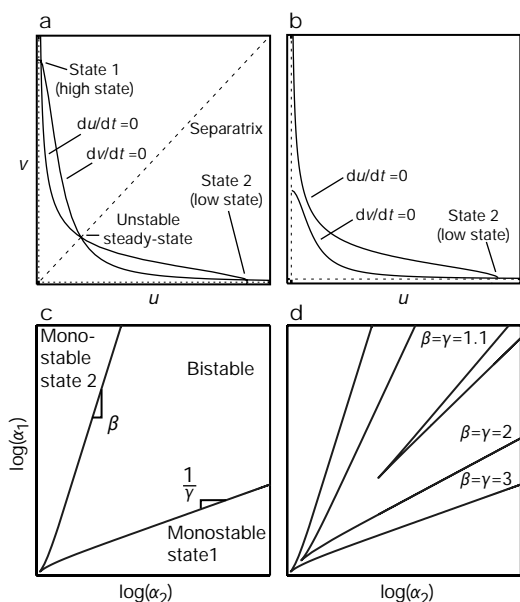 a
State 1
(high state)
du/dt=0
dv/dt=0
Separatrix
State 2
(low state)
Unstable
steady-state
v
u
b
du/dt=0
dv/dt=0
State 2
(low state)
u
c
Mono-
stable
state 2
Bistable
β
1
γ
Monostable
state1
log(α₁)
log(α₂)
d
β=γ=1.1
β=γ=2
β=γ=3
log(α₂)